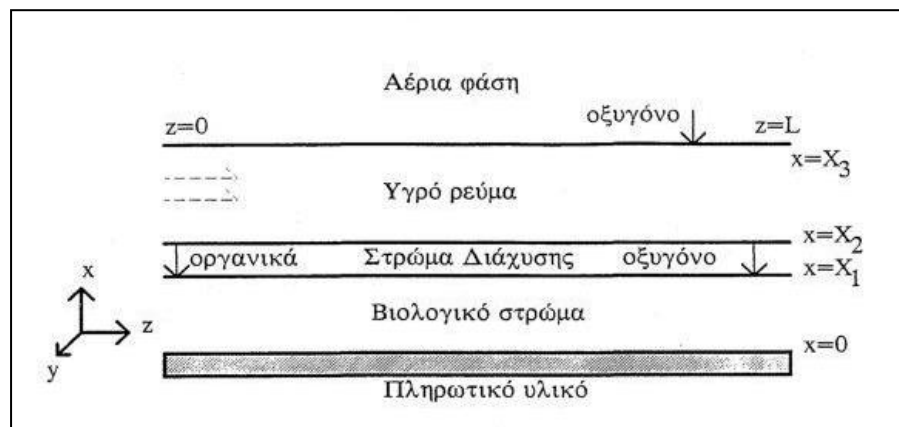 Αέρια φάση
οξυγόνο
z=0
z=L
x=X3
Υγρό ρεύμα
x=X2
οργανικά Στρώμα Διάχυσης οξυγόνο
x=X1
x
Βιολογικό στρώμα
z
x=0
y
Πληρωτικό υλικό